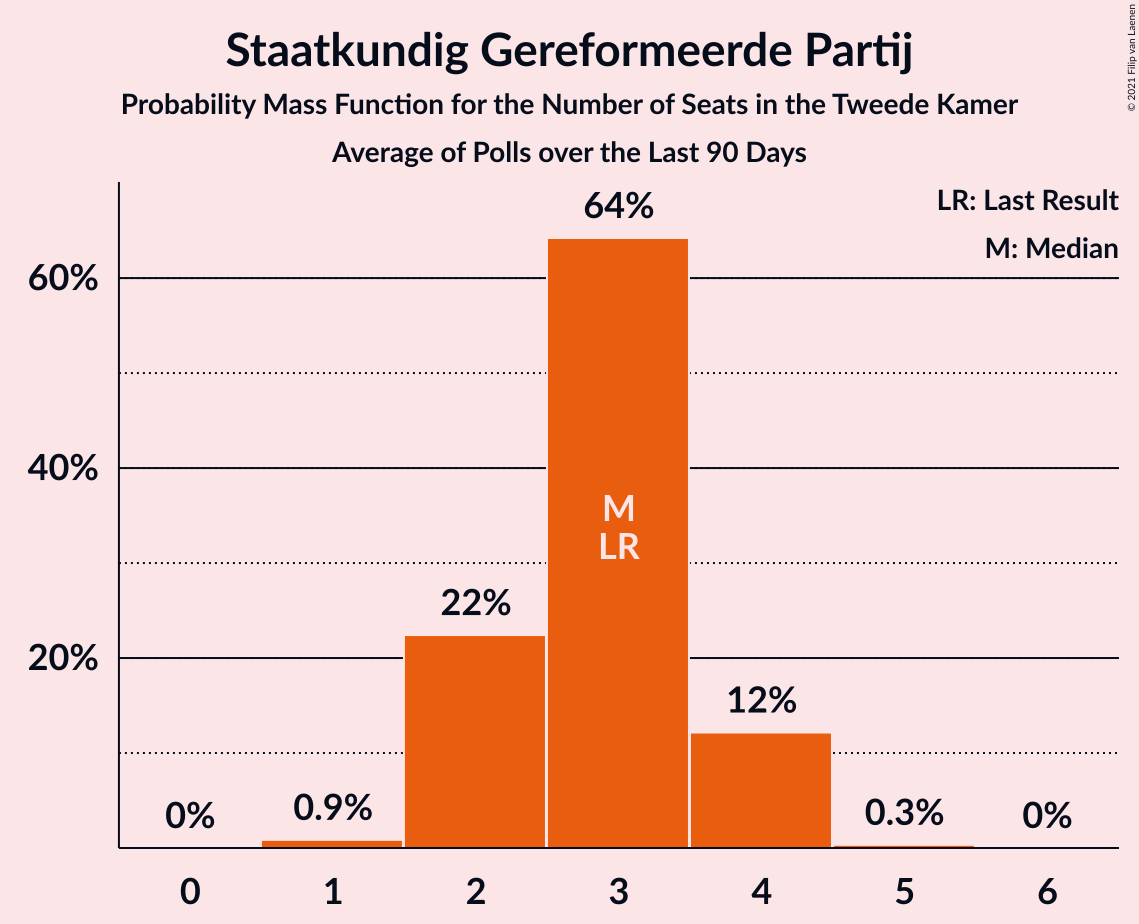 Staatkundig Gereformeerde Partij
Probability Mass Function for the Number of Seats in the Tweede Kamer
Average of Polls over the Last 90 Days
© 2021 Filip van Laenen
LR: Last Result
M: Median
60%
40%
20%
0%
0.9%
22%
64%
12%
0.3%
0%
M
LR
0 1 2 3 4 5 6